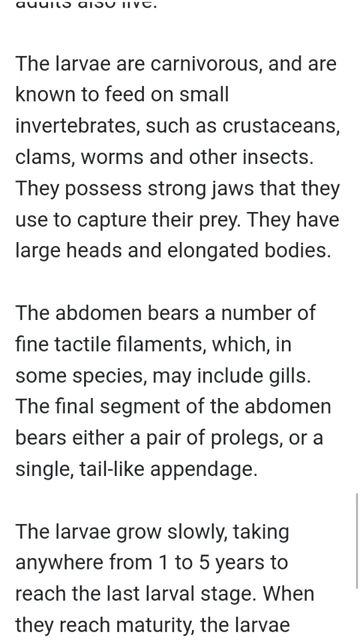 adults also live.
The larvae are carnivorous, and are
known to feed on small
invertebrates, such as crustaceans,
clams, worms and other insects.
They possess strong jaws that they
use to capture their prey. They have
large heads and elongated bodies.
The abdomen bears a number of
fine tactile filaments, which, in
some species, may include gills.
The final segment of the abdomen
bears either a pair of prolegs, or a
single, tail-like appendage.
The larvae grow slowly, taking
anywhere from 1 to 5 years to
reach the last larval stage. When
they reach maturity, the larvae